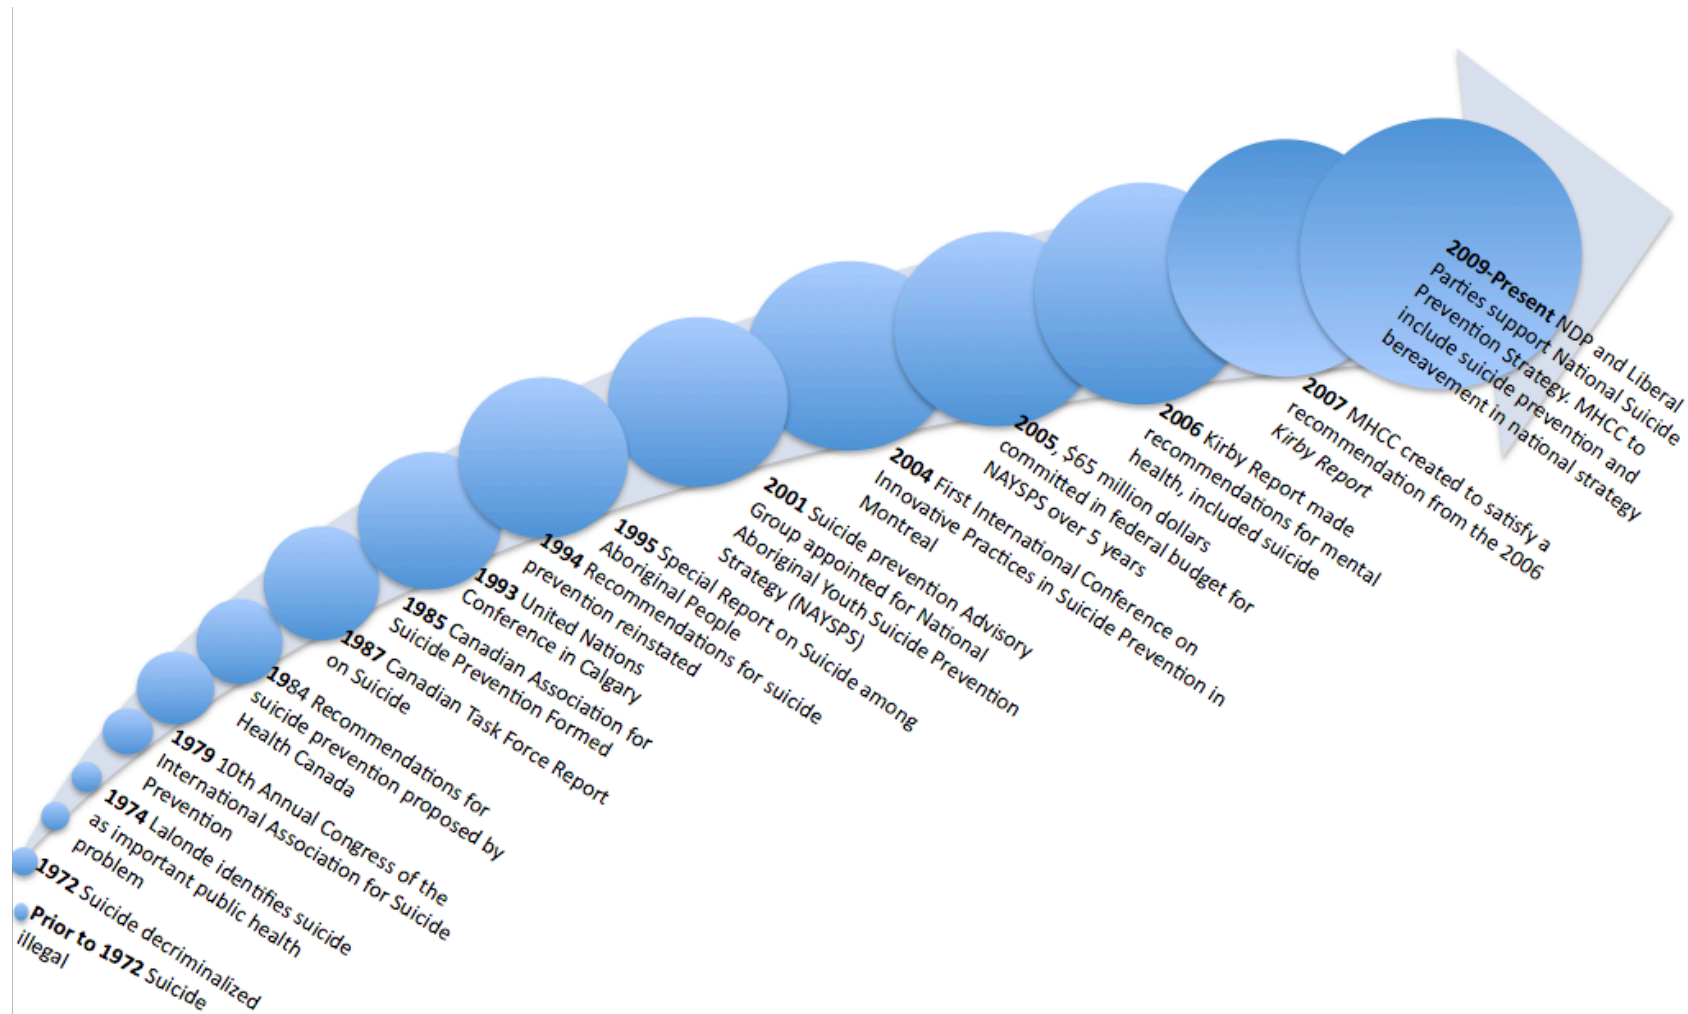 Prior to 1972 Suicide
illegal
1972 Suicide decriminalized
1974 Lalonde identifies suicide
as important public health
problem
1979 10th Annual Congress of the
International Association for Suicide
Prevention
1984 Recommendations for
suicide prevention proposed by
Health Canada
1987 Canadian Task Force Report
on Suicide
1985 Canadian Association for
Suicide Prevention Formed
1993 United Nations
Conference in Calgary
1994 Recommendations for suicide
prevention reinstated
1995 Special Report on Suicide among
Aboriginal People
2001 Suicide prevention Advisory
Group appointed for National
Aboriginal Youth Suicide Prevention
Strategy (NAYSPS)
2004 First International Conference on
Innovative Practices in Suicide Prevention in
Montreal
2005, $65 million dollars
committed in federal budget for
NAYSPS over 5 years
2006 Kirby Report made
recommendations for mental
health, included suicide
2007 MHCC created to satisfy a
recommendation from the 2006
Kirby Report
2009-Present NDP and Liberal
Parties support National Suicide
Prevention Strategy. MHCC to
include suicide prevention and
bereavement in national strategy